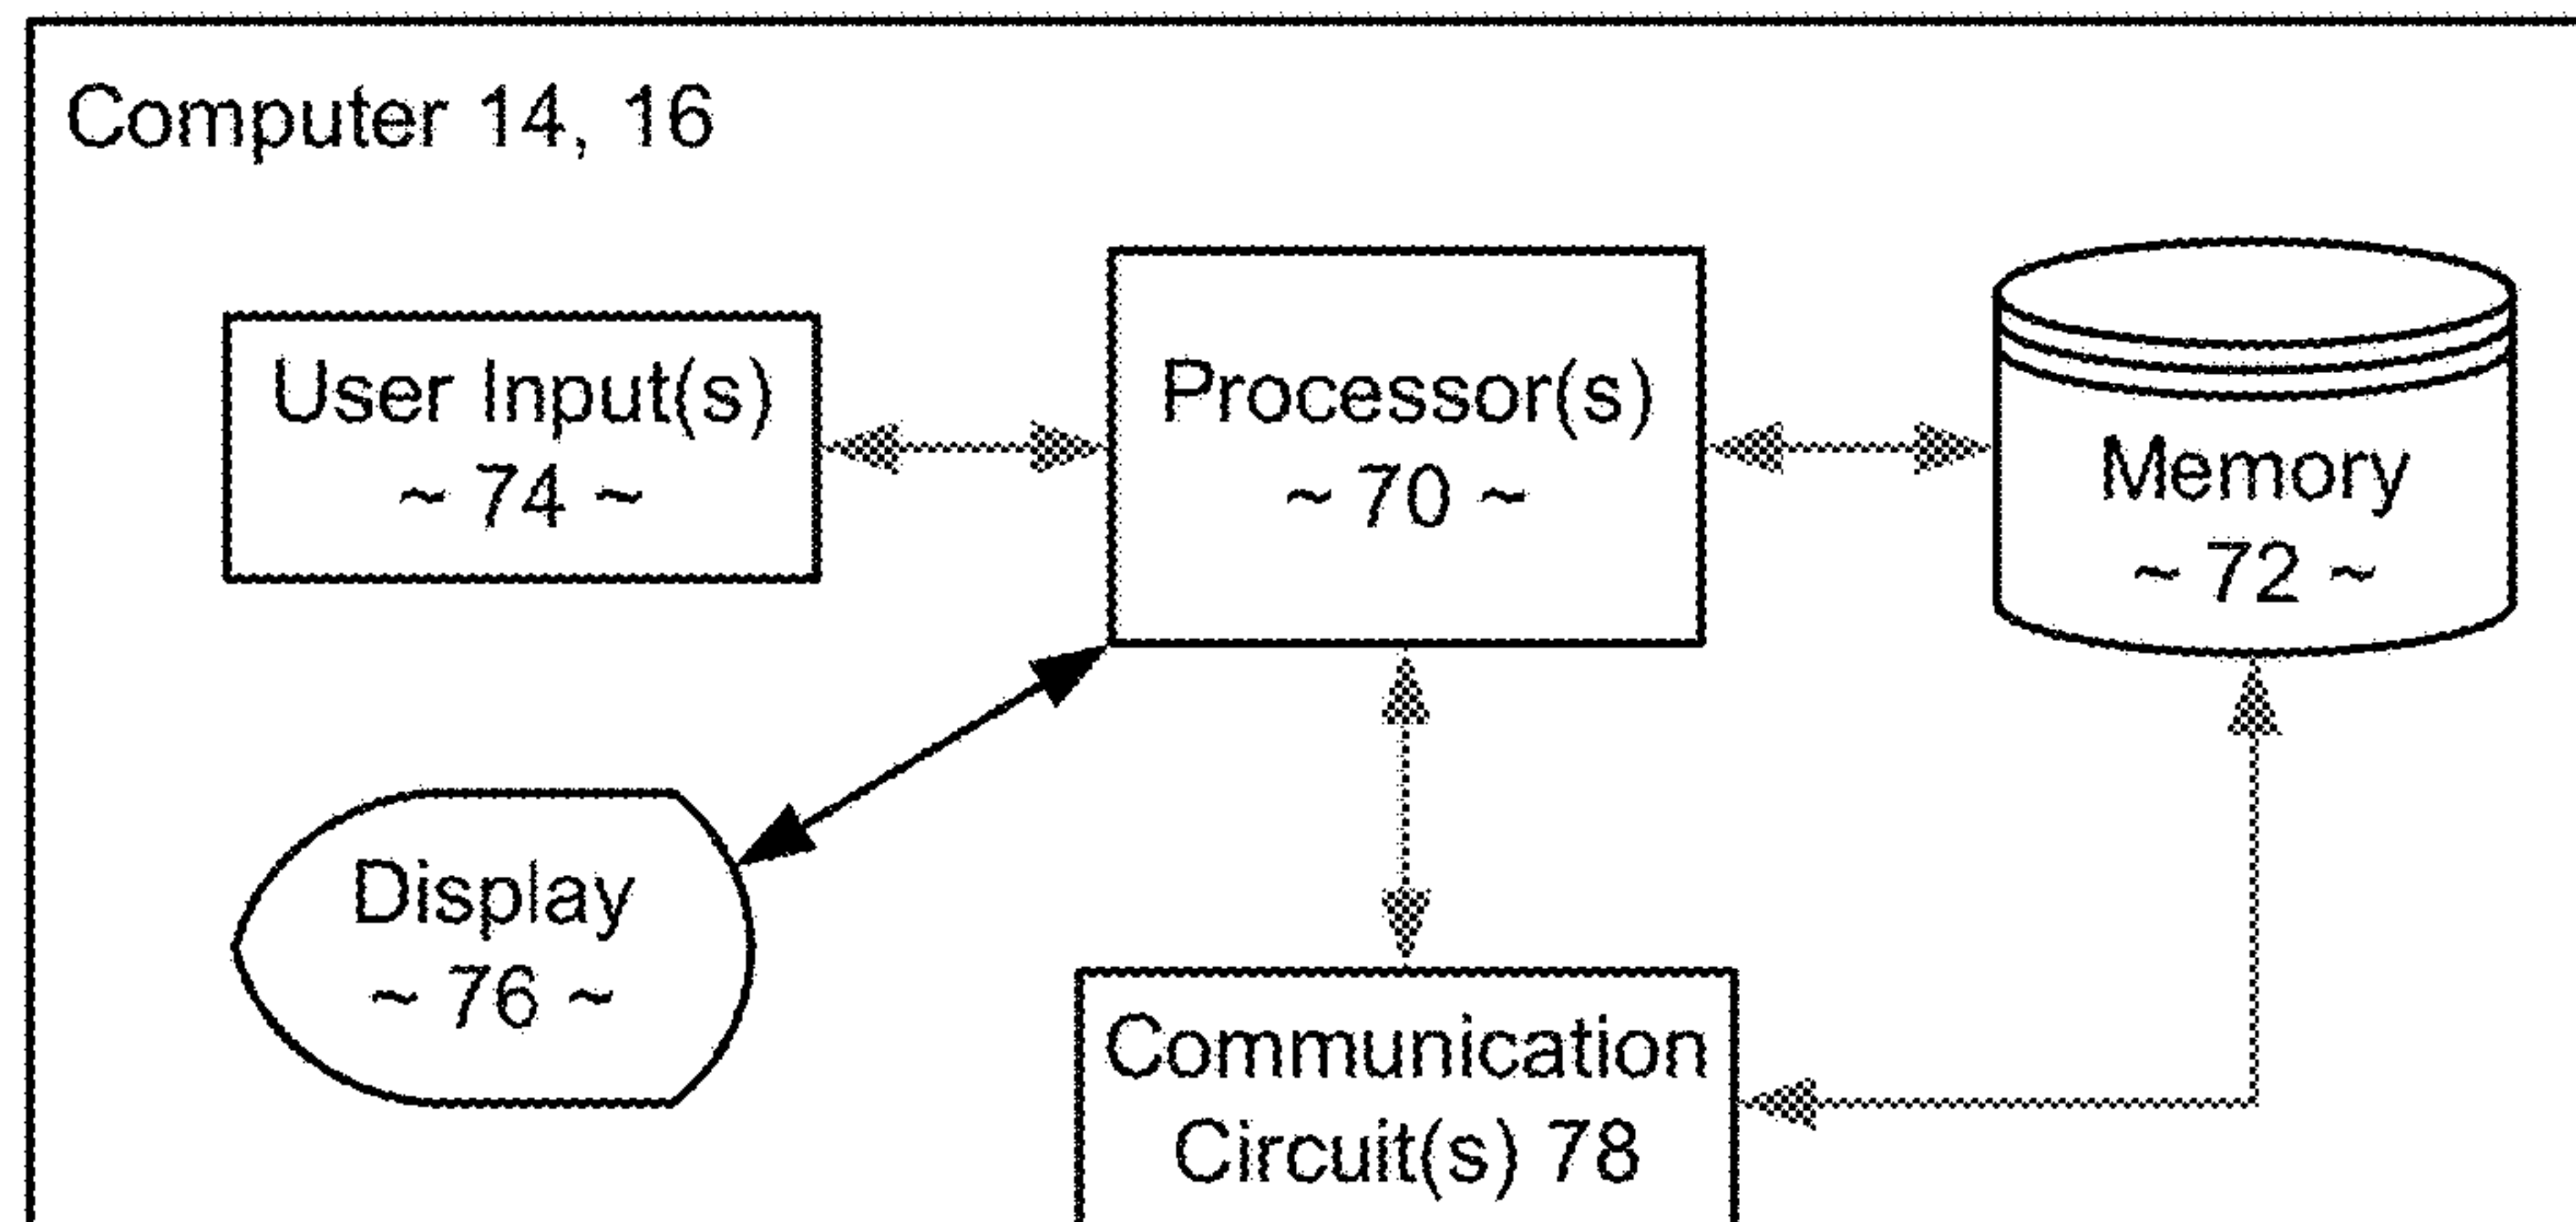 Computer 14, 16
User Input(s)
~ 74 ~
Processor(s)
~ 70 ~
Memory
~ 72 ~
Display
~ 76 ~
Communication
Circuit(s) 78